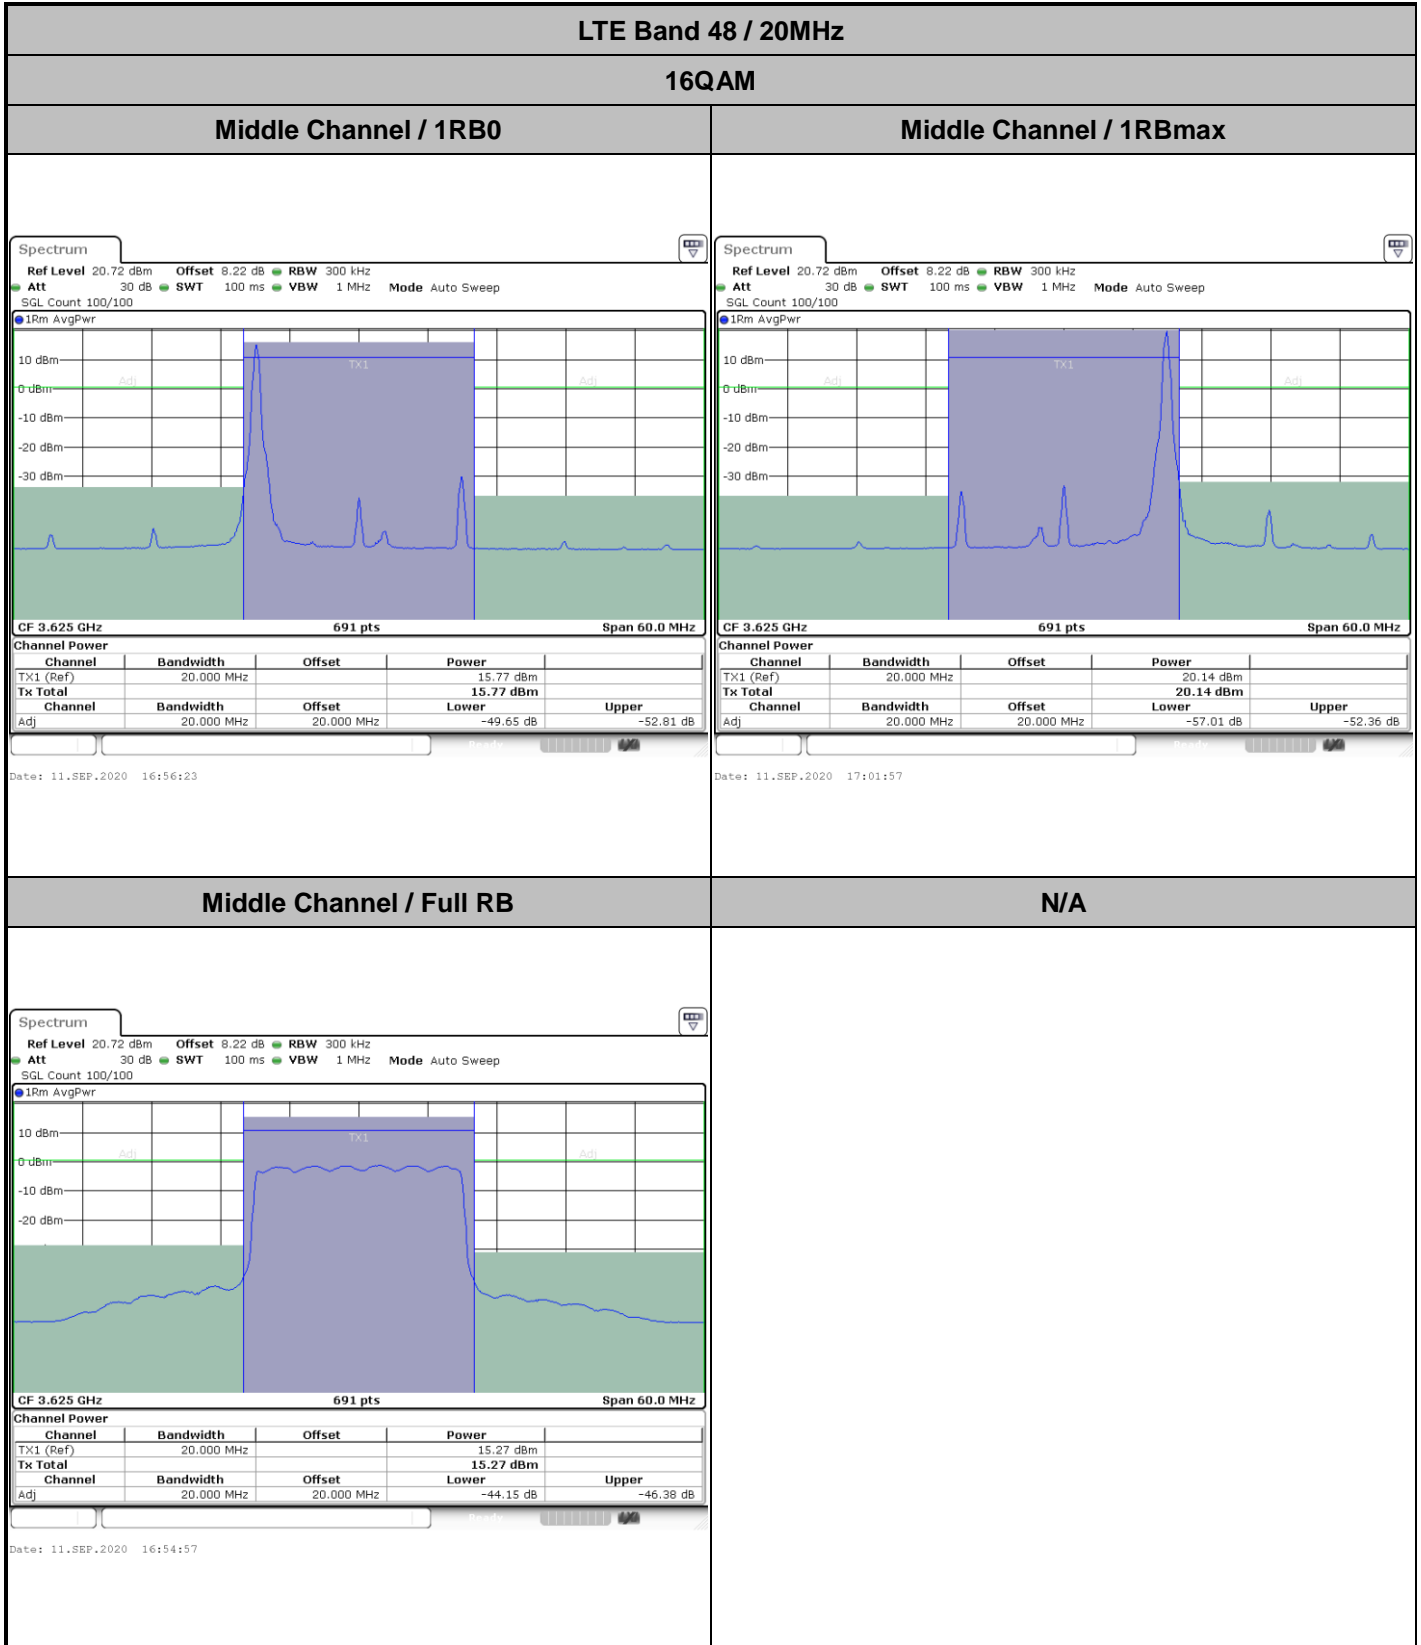 LTE Band 48 / 20MHz
16QAM
Middle Channel / 1RB0
Middle Channel / 1RBmax
Spectrum
Ref Level 20.72 dBm Offset 8.22 dB RBW 300 kHz
Att 30 dB SWT 100 ms VBW 1 MHz Mode Auto Sweep
SGL Count 100/100
1Rm AvgPwr
10 dBm
TX1
Adj
Adj
0 dBm
-10 dBm
-20 dBm
-30 dBm
CF 3.625 GHz 691 pts Span 60.0 MHz
Channel Power
Channel Bandwidth Offset Power
TX1 (Ref) 20.000 MHz 15.77 dBm
Tx Total 15.77 dBm
Channel Bandwidth Offset Lower Upper
Adj 20.000 MHz 20.000 MHz -49.65 dB -52.81 dB
Ready
Date: 11.SEP.2020 16:56:23
Spectrum
Ref Level 20.72 dBm Offset 8.22 dB RBW 300 kHz
Att 30 dB SWT 100 ms VBW 1 MHz Mode Auto Sweep
SGL Count 100/100
1Rm AvgPwr
10 dBm
TX1
Adj
Adj
0 dBm
-10 dBm
-20 dBm
-30 dBm
CF 3.625 GHz 691 pts Span 60.0 MHz
Channel Power
Channel Bandwidth Offset Power
TX1 (Ref) 20.000 MHz 20.14 dBm
Tx Total 20.14 dBm
Channel Bandwidth Offset Lower Upper
Adj 20.000 MHz 20.000 MHz -57.01 dB -52.36 dB
Ready
Date: 11.SEP.2020 17:01:57
Middle Channel / Full RB
N/A
Spectrum
Ref Level 20.72 dBm Offset 8.22 dB RBW 300 kHz
Att 30 dB SWT 100 ms VBW 1 MHz Mode Auto Sweep
SGL Count 100/100
1Rm AvgPwr
10 dBm
TX1
Adj
Adj
0 dBm
-10 dBm
-20 dBm
CF 3.625 GHz 691 pts Span 60.0 MHz
Channel Power
Channel Bandwidth Offset Power
TX1 (Ref) 20.000 MHz 15.27 dBm
Tx Total 15.27 dBm
Channel Bandwidth Offset Lower Upper
Adj 20.000 MHz 20.000 MHz -44.15 dB -46.38 dB
Ready
Date: 11.SEP.2020 16:54:57